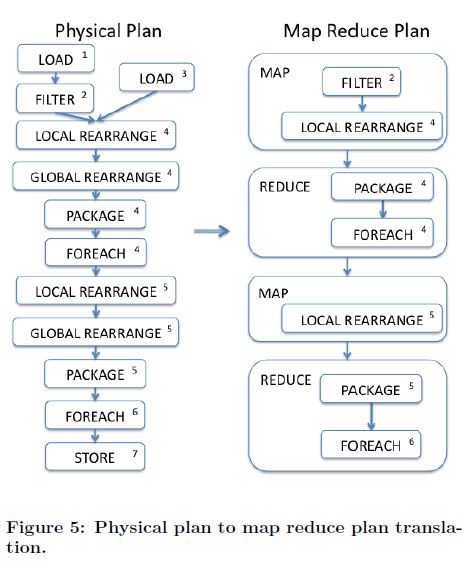 Physical Plan
LOAD 1
LOAD 3
FILTER 2
LOCAL REARRANGE 4
GLOBAL REARRANGE 4
PACKAGE 4
FOREACH 4
LOCAL REARRANGE 5
GLOBAL REARRANGE 5
PACKAGE 5
FOREACH 6
STORE 7
Map Reduce Plan
MAP
FILTER 2
LOCAL REARRANGE 4
REDUCE
PACKAGE 4
FOREACH 4
MAP
LOCAL REARRANGE 5
REDUCE
PACKAGE 5
FOREACH 6
Figure 5: Physical plan to map reduce plan transla-
tion.